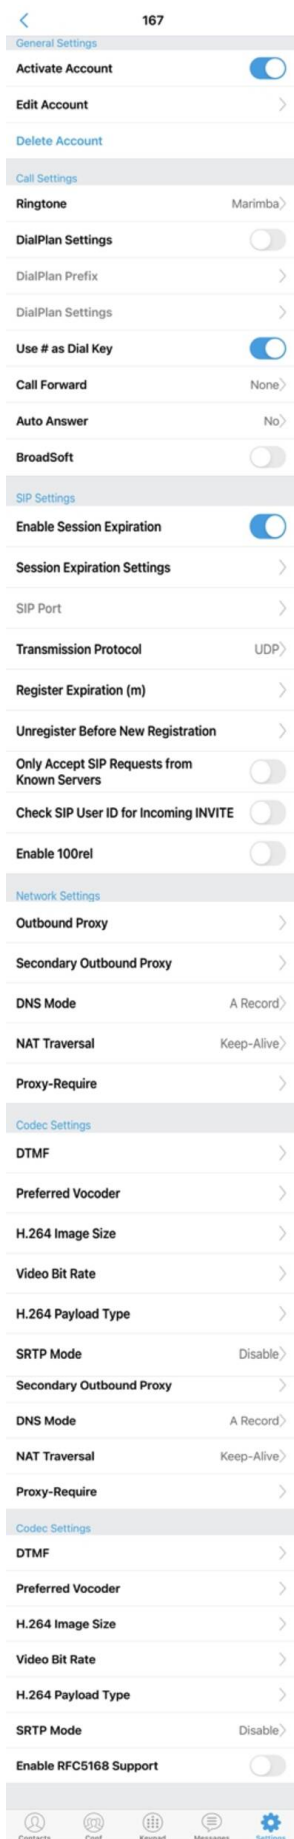 167
General Settings
Activate Account
Edit Account
Delete Account
Call Settings
Ringtone Marimba
DialPlan Settings
DialPlan Prefix
DialPlan Settings
Use # as Dial Key
Call Forward None
Auto Answer No
BroadSoft
SIP Settings
Enable Session Expiration
Session Expiration Settings
SIP Port
Transmission Protocol UDP
Register Expiration (m)
Unregister Before New Registration
Only Accept SIP Requests from
Known Servers
Check SIP User ID for Incoming INVITE
Enable 100rel
Network Settings
Outbound Proxy
Secondary Outbound Proxy
DNS Mode A Record
NAT Traversal Keep-Alive
Proxy-Require
Codec Settings
DTMF
Preferred Vocoder
H.264 Image Size
Video Bit Rate
H.264 Payload Type
SRTP Mode Disable
Secondary Outbound Proxy
DNS Mode A Record
NAT Traversal Keep-Alive
Proxy-Require
Codec Settings
DTMF
Preferred Vocoder
H.264 Image Size
Video Bit Rate
H.264 Payload Type
SRTP Mode Disable
Enable RFC5168 Support
Contacts Conf Keypad Messages Settings